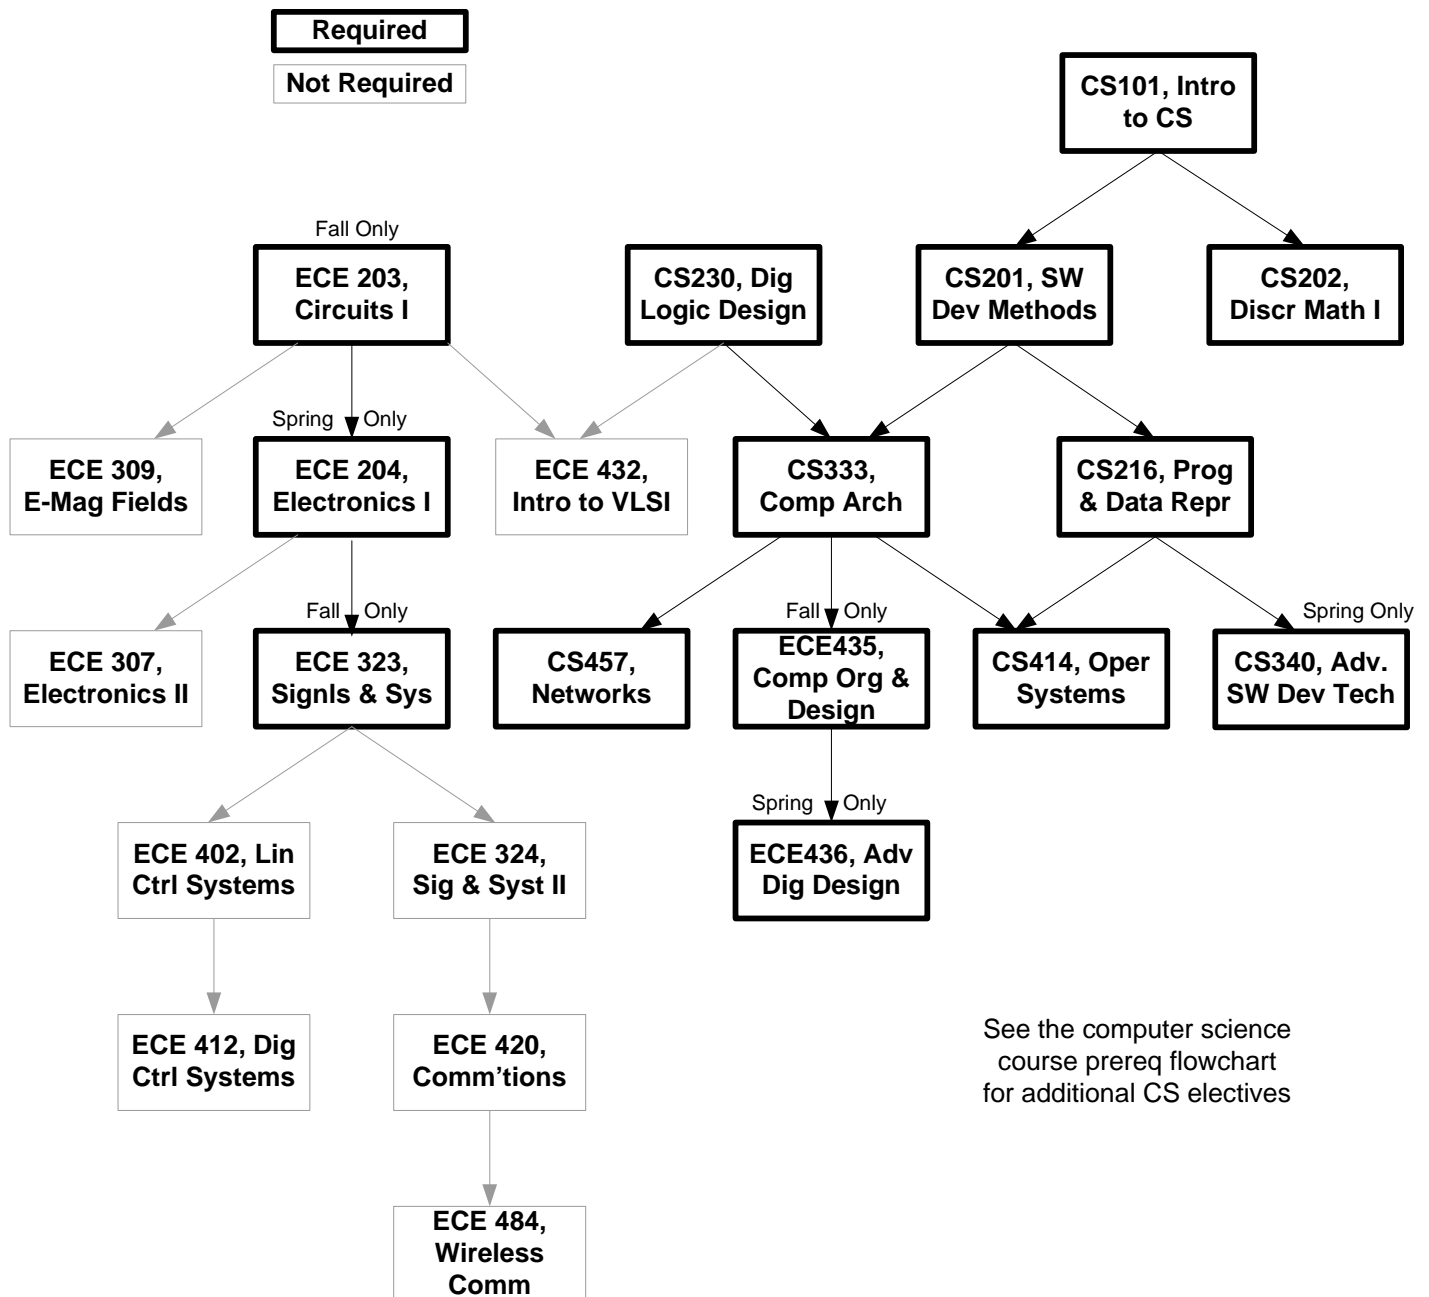 Required
Not Required
CS101, Intro
to CS
Fall Only
ECE 203,
Circuits I
CS230, Dig
Logic Design
CS201, SW
Dev Methods
CS202,
Discr Math I
Spring Only
ECE 309,
E-Mag Fields
ECE 204,
Electronics I
ECE 432,
Intro to VLSI
CS333,
Comp Arch
CS216, Prog
& Data Repr
Fall Only
Fall Only
Spring Only
ECE 307,
Electronics II
ECE 323,
Signls & Sys
CS457,
Networks
ECE435,
Comp Org &
Design
CS414, Oper
Systems
CS340, Adv.
SW Dev Tech
Spring Only
ECE 402, Lin
Ctrl Systems
ECE 324,
Sig & Syst II
ECE436, Adv
Dig Design
ECE 412, Dig
Ctrl Systems
ECE 420,
Comm’tions
See the computer science
course prereq flowchart
for additional CS electives
ECE 484,
Wireless
Comm